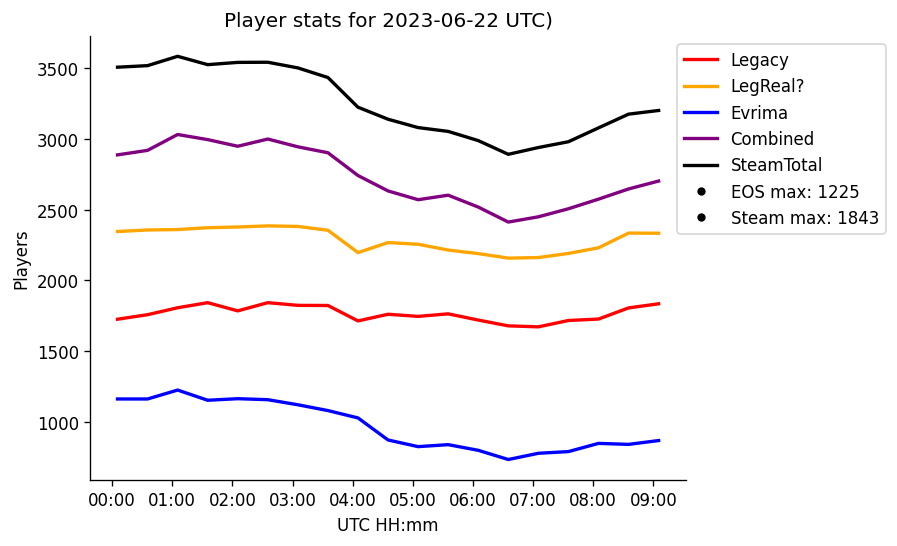 Player stats for 2023-06-22 UTC)
3500
3000
2500
2000
1500
1000
Players
00:00 01:00 02:00 03:00 04:00 05:00 06:00 07:00 08:00 09:00
UTC HH:mm
Legacy
LegReal?
Evrima
Combined
SteamTotal
EOS max: 1225
Steam max: 1843